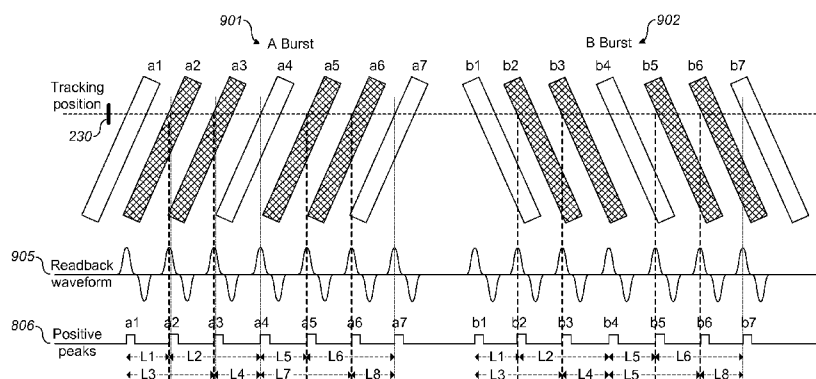 901 902
A Burst B Burst
a1 a2 a3 a4 a5 a6 a7 b1 b2 b3 b4 b5 b6 b7
Tracking
position
230
905 Readback
waveform
806 Positive
peaks
a1 a2 a3 a4 a5 a6 a7 b1 b2 b3 b4 b5 b6 b7
L1 L2 L5 L6 L1 L2 L5 L6
L3 L4 L7 L8 L3 L4 L5 L8